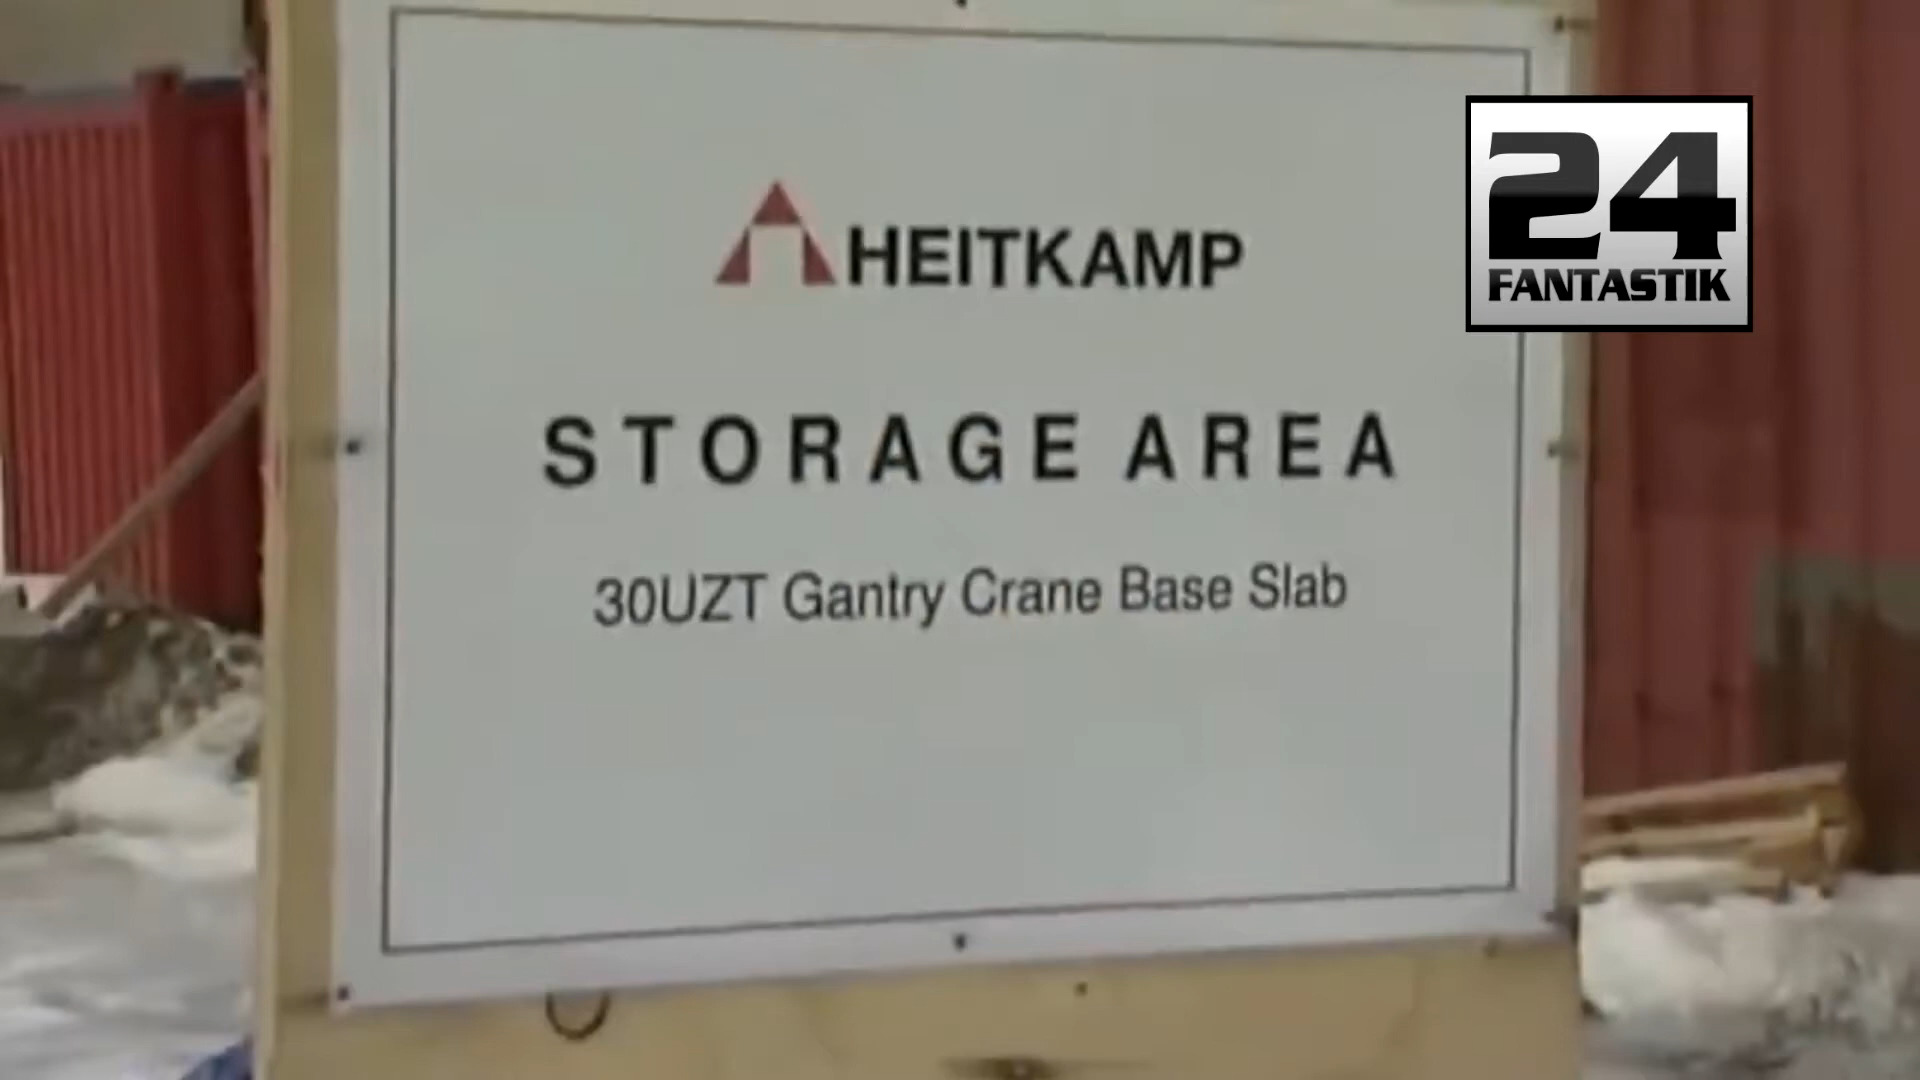 HEITKAMP
24
FANTASTIK
STORAGE AREA
30UZT Gantry Crane Base Slab